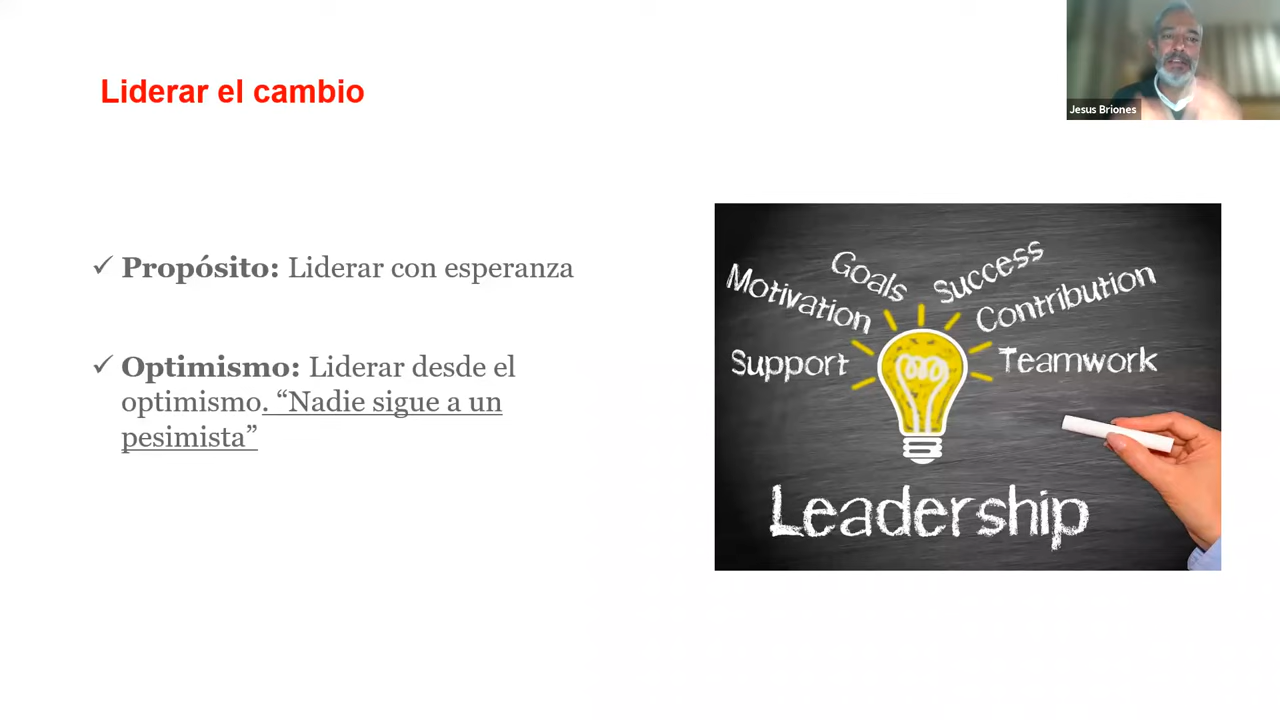 Liderar el cambio
Jesus Briones
✓ Propósito: Liderar con esperanza
✓ Optimismo: Liderar desde el
optimismo. “Nadie sigue a un
pesimista”
Motivation
Goals
Success
Contribution
Support
Teamwork
Leadership